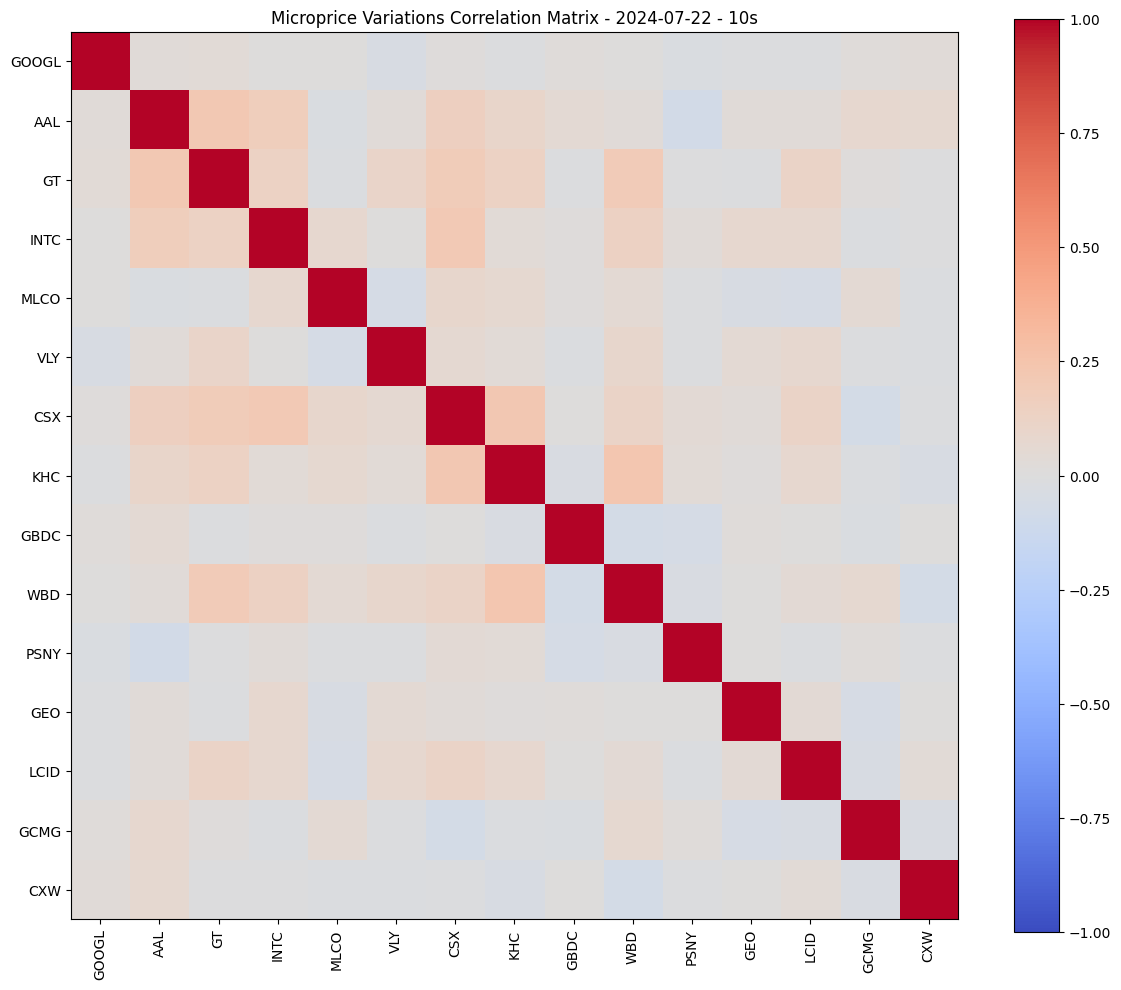 Microprice Variations Correlation Matrix - 2024-07-22 - 10s
GOOGL
AAL
GT
INTC
MLCO
VLY
CSX
KHC
GBDC
WBD
PSNY
GEO
LCID
GCMG
CXW
GOOGL
AAL
GT
INTC
MLCO
VLY
CSX
KHC
GBDC
WBD
PSNY
GEO
LCID
GCMG
CXW
1.00
0.75
0.50
0.25
0.00
−0.25
−0.50
−0.75
−1.00